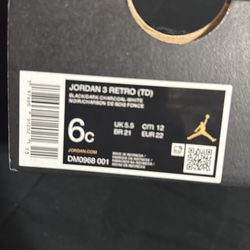 JORDAN 3 RETRO (TD)
BLACK/DARK CHARCOAL-WHITE
NOIR/CHARBON DE BOIS FONCE
6C
UK 5.5 cm 12
BR 21 EUR 22
JORDAN.COM
DM0968 001